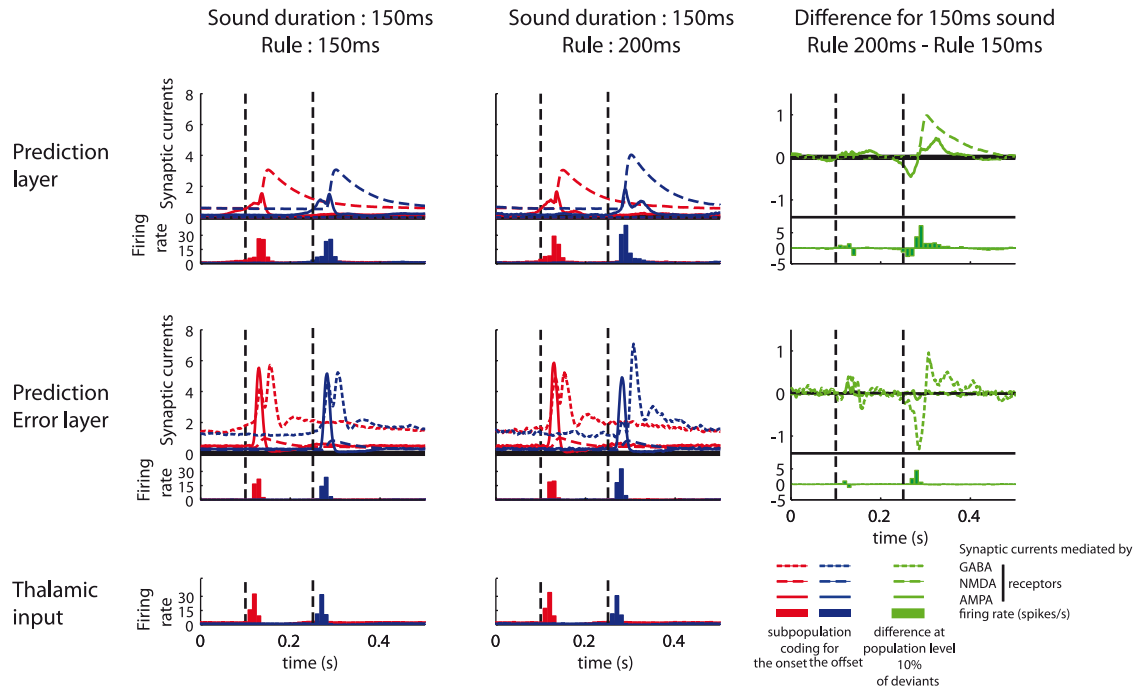 Sound duration : 150ms
Rule : 150ms
Sound duration : 150ms
Rule : 200ms
Difference for 150ms sound
Rule 200ms - Rule 150ms
Prediction
layer
Synaptic currents
8
6
4
2
0
Firing
rate
30
15
0
1
0
-1
5
0
-5
Prediction
Error layer
Synaptic currents
8
6
4
2
0
Firing rate
30
15
0
1
0
-1
5
0
-5
0
0.2
0.4
time (s)
Thalamic
input
Firing rate
30
15
0
0
0.2
0.4
time (s)
0
0.2
0.4
time (s)
Synaptic currents mediated by
GABA
NMDA
AMPA
receptors
firing rate (spikes/s)
subpopulation
coding for
the onset
the offset
difference at
population level
10%
of deviants